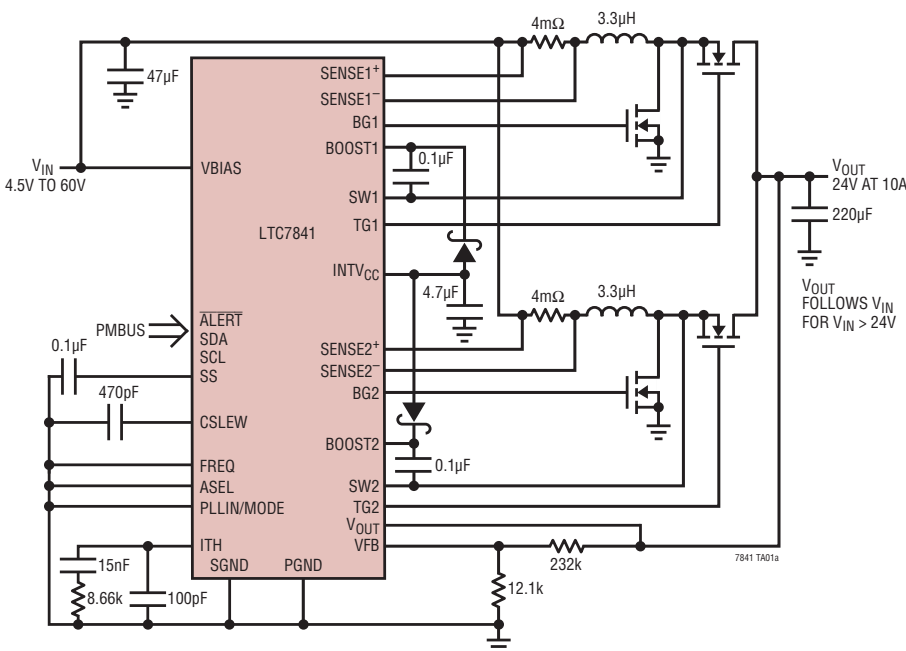 4mΩ
3.3µH
47µF
SENSE1+
SENSE1–
BG1
BOOST1
0.1µF
VIN
4.5V TO 60V
VBIAS
SW1
VOUT
24V AT 10A
220µF
TG1
LTC7841
INTVCC
4.7µF
4mΩ
3.3µH
VOUT
FOLLOWS VIN
FOR VIN > 24V
PMBUS
ALERT
SDA
SCL
SS
0.1µF
SENSE2+
SENSE2–
BG2
470pF
CSLEW
BOOST2
0.1µF
FREQ
ASEL
PLLIN/MODE
SW2
TG2
VOUT
VFB
ITH
SGND
PGND
15nF
8.66k
100pF
232k
12.1k
7841 TA01a